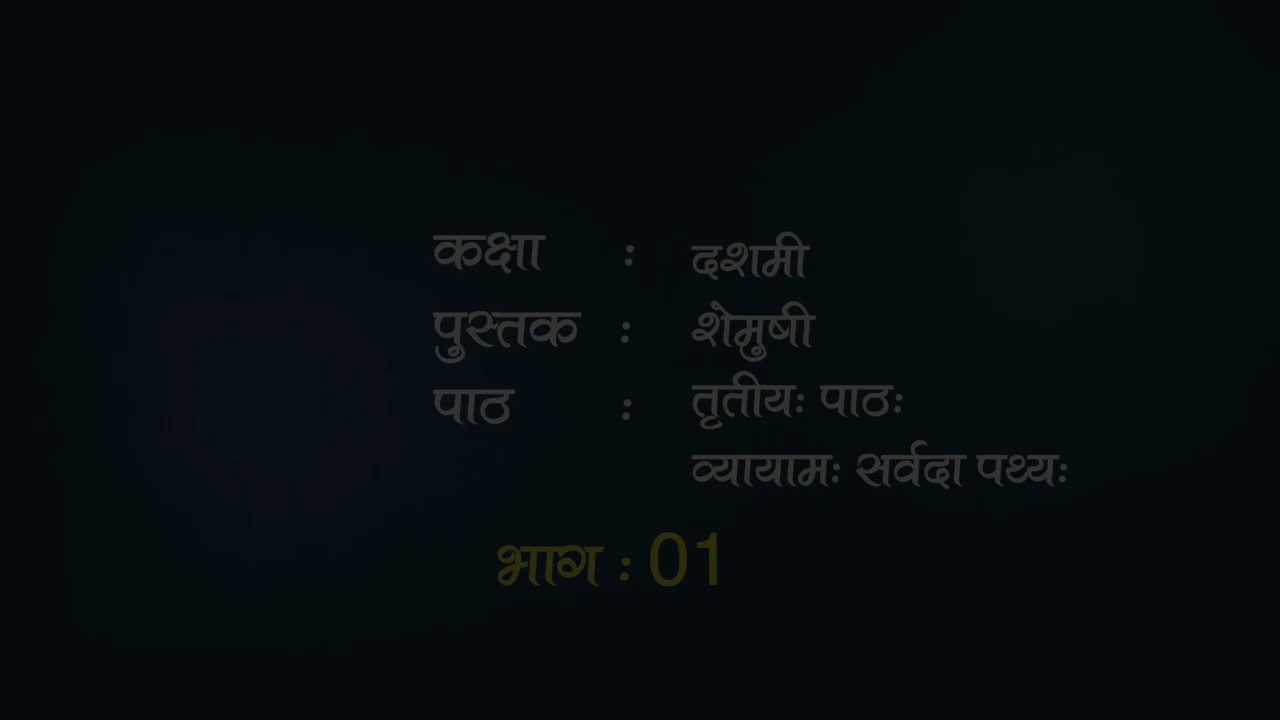 कक्षा : दशमी
पुस्तक : शेमुषी
पाठ : तृतीयः पाठः
व्यायामः सर्वदा पथ्यः
भाग : 01